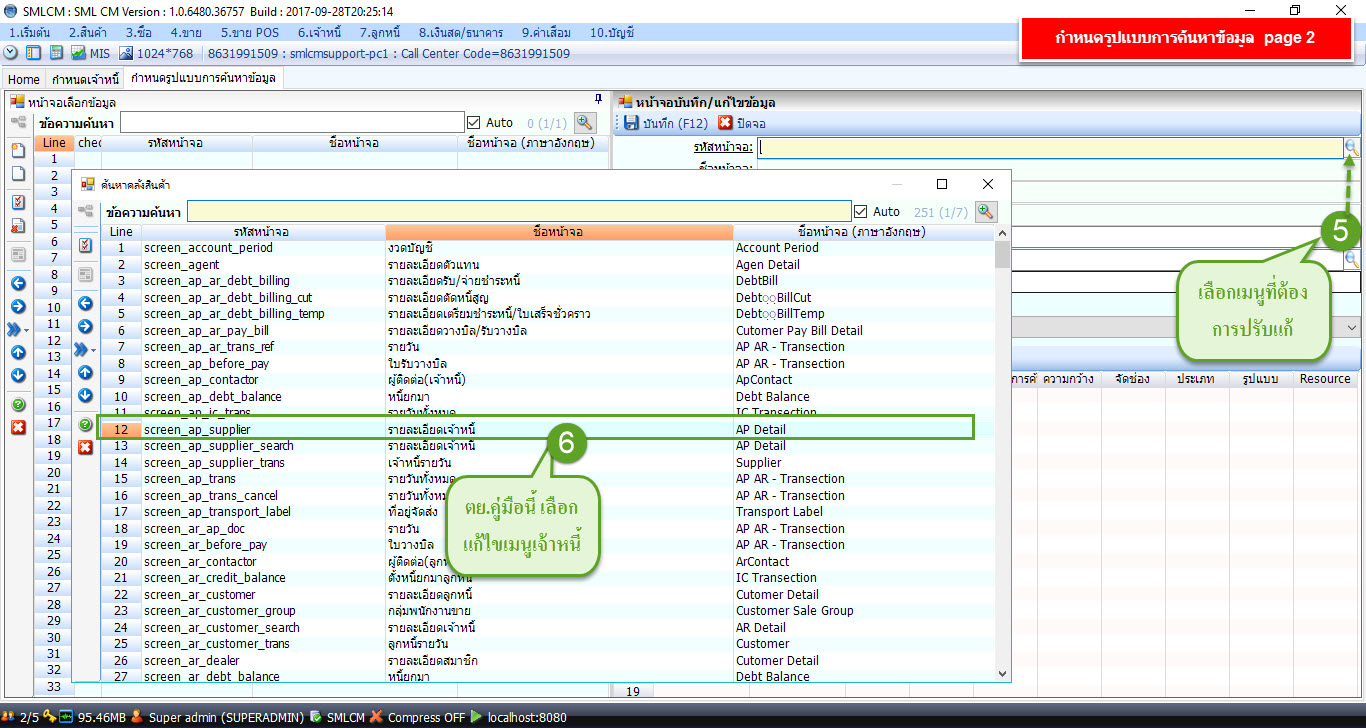 SMLCM : SML CM Version : 1.0.6480.36757 Build : 2017-09-28T20:25:14
1.เริ่มต้น 2.สินค้า 3.ซื้อ 4.ขาย 5.ขาย POS 6.เจ้าหนี้ 7.ลูกหนี้ 8.เงินสด/ธนาคาร 9.ค่าเสื่อม 10.บัญชี
กำหนดรูปแบบการค้นหาข้อมูล page 2
MIS 1024*768 8631991509 : smlcmsupport-pc1 : Call Center Code=8631991509
Home กำหนดเจ้าหนี้ กำหนดรูปแบบการค้นหาข้อมูล
หน้าจอเลือกข้อมูล
ข้อความค้นหา Auto 0 (1/1)
Line chec รหัสหน้าจอ ชื่อหน้าจอ ชื่อหน้าจอ (ภาษาอังกฤษ)
1
2
3
4
5
6
7
8
9
10
11
12
13
14
15
16
17
18
19
20
21
22
23
24
25
26
27
28
29
30
31
32
33
หน้าจอบันทึก/แก้ไขข้อมูล
บันทึก (F12) ปิดจอ
รหัสหน้าจอ:
ชื่อหน้าจอ:
5
เลือกเมนูที่ต้อง
การปรับแก้
การค้ ความกว้าง จัดช่อง ประเภท รูปแบบ Resource
19
ค้นหาคลังสินค้า
ข้อความค้นหา Auto 251 (1/7)
Line รหัสหน้าจอ ชื่อหน้าจอ ชื่อหน้าจอ (ภาษาอังกฤษ)
1 screen_account_period งวดบัญชี Account Period
2 screen_agent รายละเอียดตัวแทน Agen Detail
3 screen_ap_ar_debt_billing รายละเอียดรับ/จ่ายชำระหนี้ DebtBill
4 screen_ap_ar_debt_billing_cut รายละเอียดตัดหนี้สูญ Debt◌ฺBillCut
5 screen_ap_ar_debt_billing_temp รายละเอียดเตรียมชำระหนี้/ใบเสร็จชั่วคราว Debt◌ฺBillTemp
6 screen_ap_ar_pay_bill รายละเอียดวางบิล/รับวางบิล Cutomer Pay Bill Detail
7 screen_ap_ar_trans_ref รายวัน AP AR - Transection
8 screen_ap_before_pay ใบรับวางบิล AP AR - Transection
9 screen_ap_contactor ผู้ติดต่อ(เจ้าหนี้) ApContact
10 screen_ap_debt_balance หนี้ยกมา Debt Balance
11 screen_ap_ic_trans รายวันทั้งหมด IC Transection
12 screen_ap_supplier รายละเอียดเจ้าหนี้ AP Detail
13 screen_ap_supplier_search รายละเอียดเจ้าหนี้ AP Detail
14 screen_ap_supplier_trans เจ้าหนี้รายวัน Supplier
15 screen_ap_trans รายวันทั้งหมด AP AR - Transection
16 screen_ap_trans_cancel รายวันทั้งหม AP AR - Transection
17 screen_ap_transport_label ที่อยู่จัดส่ง Transport Label
18 screen_ar_ap_doc รายวัน AP AR - Transection
19 screen_ar_before_pay ใบวางบิล AP AR - Transection
20 screen_ar_contactor ผู้ติดต่อ(ลูกห ArContact
21 screen_ar_credit_balance ตั้งหนี้ยกมาลูกหนี้ IC Transection
22 screen_ar_customer รายละเอียดลูกหนี้ Cutomer Detail
23 screen_ar_customer_group กลุ่มพนักงานขาย Customer Sale Group
24 screen_ar_customer_search รายละเอียดเจ้าหนี้ AR Detail
25 screen_ar_customer_trans ลูกหนี้รายวัน Customer
26 screen_ar_dealer รายละเอียดสมาชิก Cutomer Detail
27 screen_ar_debt_balance หนี้ยกมา Debt Balance
6
ตย.คู่มือนี้ เลือก
แก้ไขเมนูเจ้าหนี้
2/5 95.46MB Super admin (SUPERADMIN) SMLCM Compress OFF localhost:8080